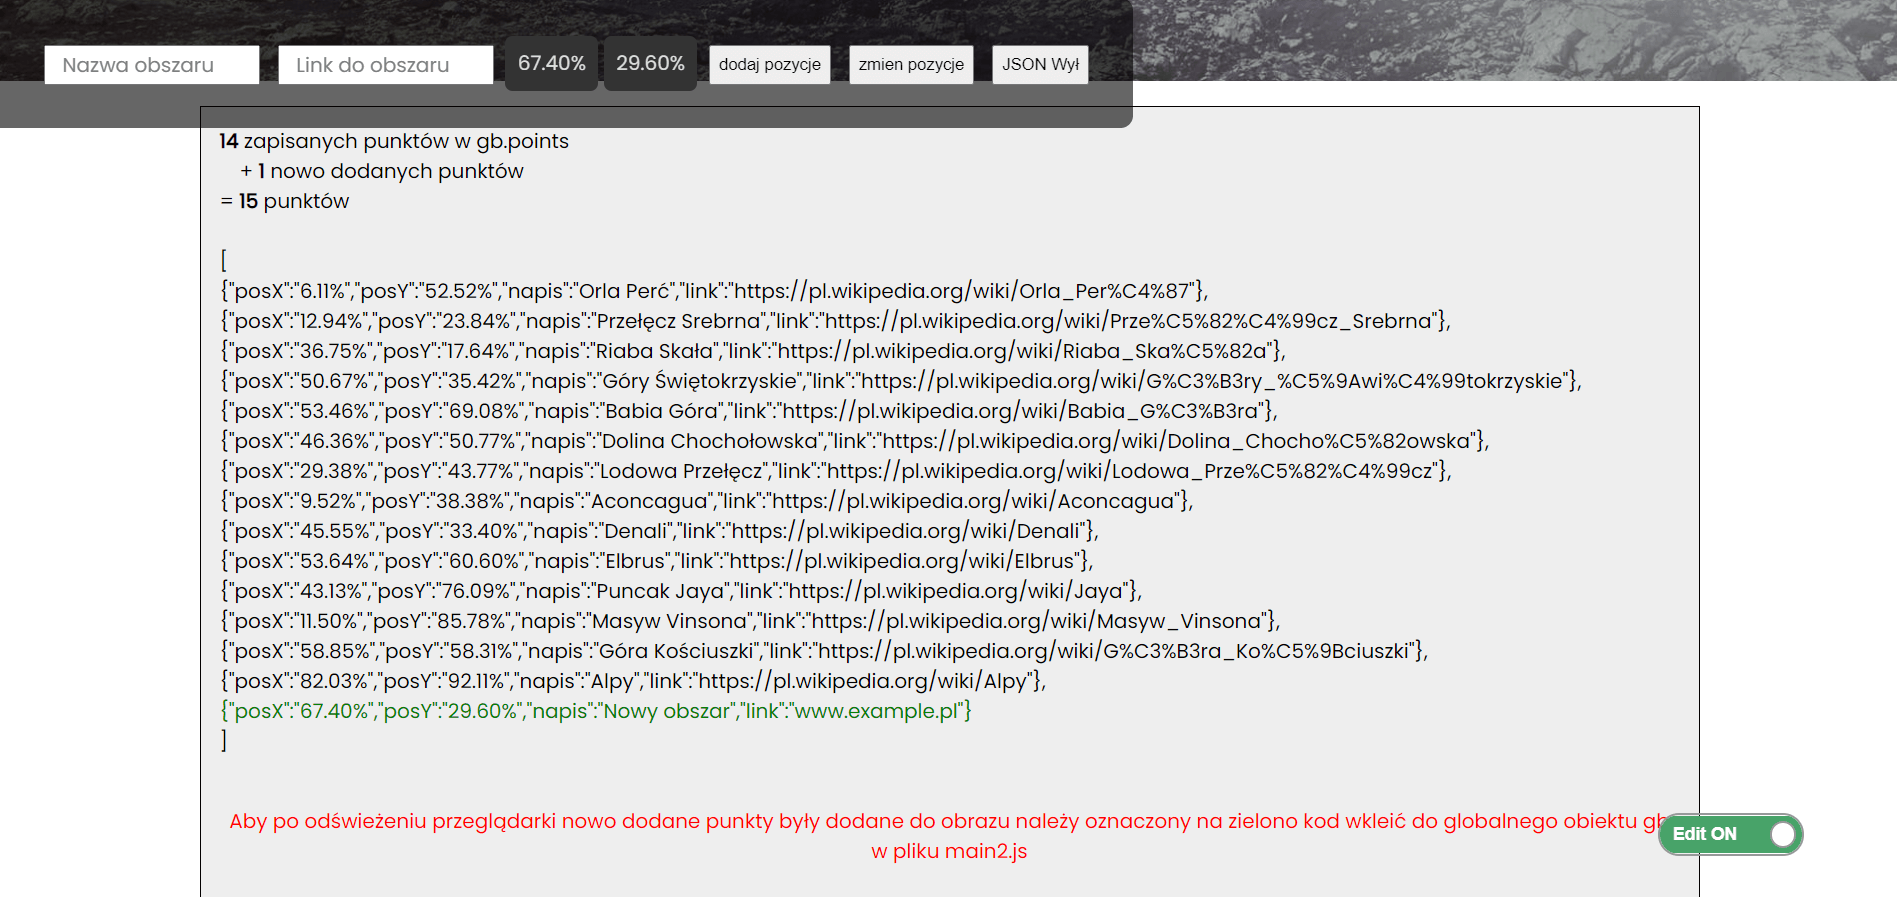 Nazwa obszaru Link do obszaru 67.40% 29.60% dodaj pozycje zmien pozycje JSON Wył
14 zapisanych punktów w gb.points
+ 1 nowo dodanych punktów
= 15 punktów
[
{"posX":"6.11%","posY":"52.52%","napis":"Orla Perć","link":"https://pl.wikipedia.org/wiki/Orla_Per%C4%87"},
{"posX":"12.94%","posY":"23.84%","napis":"Przełęcz Srebrna","link":"https://pl.wikipedia.org/wiki/Prze%C5%82%C4%99cz_Srebrna"},
{"posX":"36.75%","posY":"17.64%","napis":"Riaba Skała","link":"https://pl.wikipedia.org/wiki/Riaba_Ska%C5%82a"},
{"posX":"50.67%","posY":"35.42%","napis":"Góry Świętokrzyskie","link":"https://pl.wikipedia.org/wiki/G%C3%B3ry_%C5%9Awi%C4%99tokrzyskie"},
{"posX":"53.46%","posY":"69.08%","napis":"Babia Góra","link":"https://pl.wikipedia.org/wiki/Babia_G%C3%B3ra"},
{"posX":"46.36%","posY":"50.77%","napis":"Dolina Chochołowska","link":"https://pl.wikipedia.org/wiki/Dolina_Chocho%C5%82owska"},
{"posX":"29.38%","posY":"43.77%","napis":"Lodowa Przełęcz","link":"https://pl.wikipedia.org/wiki/Lodowa_Prze%C5%82%C4%99cz"},
{"posX":"9.52%","posY":"38.38%","napis":"Aconcagua","link":"https://pl.wikipedia.org/wiki/Aconcagua"},
{"posX":"45.55%","posY":"33.40%","napis":"Denali","link":"https://pl.wikipedia.org/wiki/Denali"},
{"posX":"53.64%","posY":"60.60%","napis":"Elbrus","link":"https://pl.wikipedia.org/wiki/Elbrus"},
{"posX":"43.13%","posY":"76.09%","napis":"Puncak Jaya","link":"https://pl.wikipedia.org/wiki/Jaya"},
{"posX":"11.50%","posY":"85.78%","napis":"Masyw Vinsona","link":"https://pl.wikipedia.org/wiki/Masyw_Vinsona"},
{"posX":"58.85%","posY":"58.31%","napis":"Góra Kościuszki","link":"https://pl.wikipedia.org/wiki/G%C3%B3ra_Ko%C5%9Bciuszki"},
{"posX":"82.03%","posY":"92.11%","napis":"Alpy","link":"https://pl.wikipedia.org/wiki/Alpy"},
{"posX":"67.40%","posY":"29.60%","napis":"Nowy obszar","link":"www.example.pl"}
]
Aby po odświeżeniu przeglądarki nowo dodane punkty były dodane do obrazu należy oznaczony na zielono kod wkleić do globalnego obiektu
w pliku main2.js
Edit ON